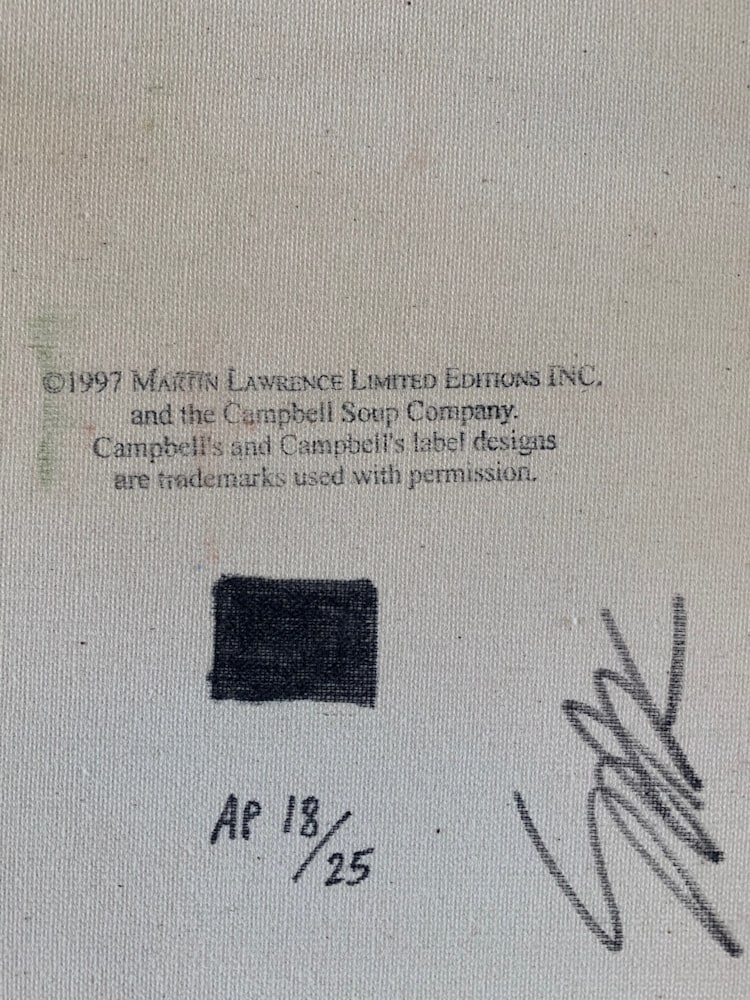 ©1997 MARTIN LAWRENCE LIMITED EDITIONS INC.
and the Campbell Soup Company.
Campbell's and Campbell's label designs
are trademarks used with permission.
AP 18/25